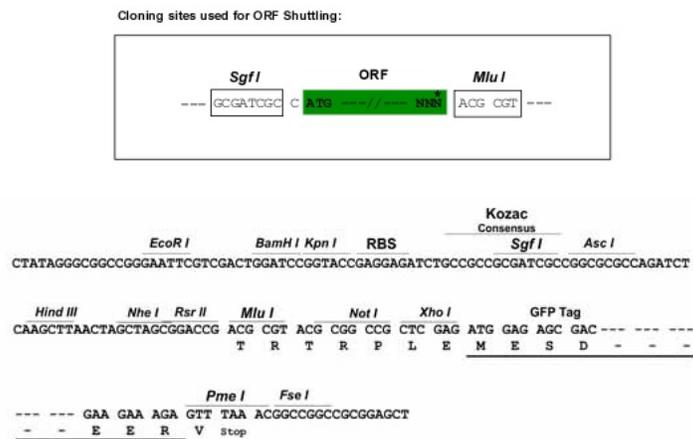 Cloning sites used for ORF Shuttling:
Sgf I ORF Mlu I
--- GCGATCGC C ATG ---//--- NNN* ACG CGT ---
Kozac
Consensus
EcoR I BamH I Kpn I RBS Sgf I Asc I
CTATAGGGCGGCCGGGAATTCGTCGACTGGATCCGGTACCGAGGAGATCTGCCGCCGCGATCGCCGGCGCGCCAGATCT
Hind III Nhe I Rsr II Mlu I Not I Xho I GFP Tag
CAAGCTTAACTAGCTAGCGGACCG ACG CGT ACG CGG CCG CTC GAG ATG GAG AGC GAC--- --- ---
T R T R P L E M E S D - - -
Pme I Fse I
--- --- GAA GAA AGA GTT TAA ACGGCCGGCCGCGGAGCT
- - E E R V Stop